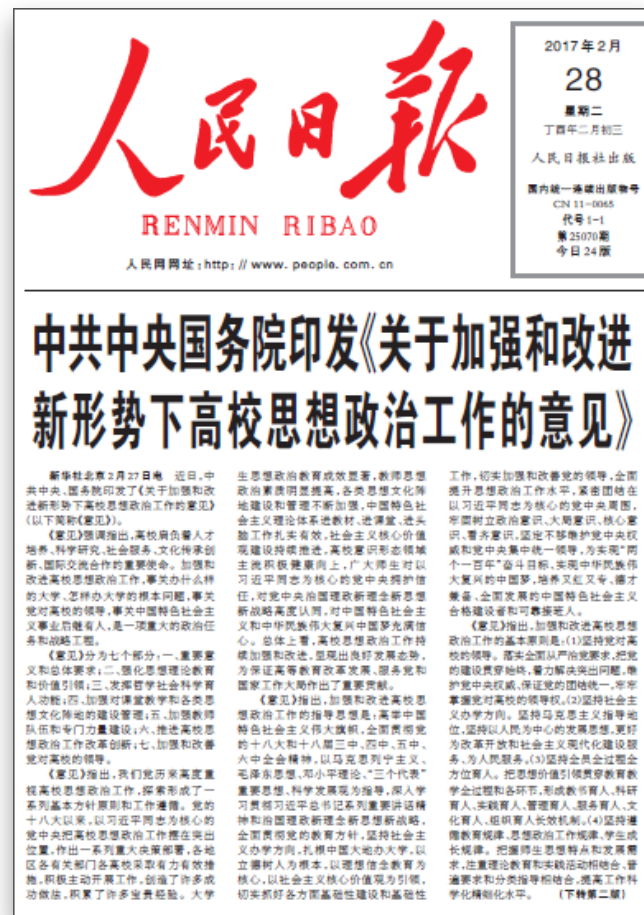 人民日报
RENMIN RIBAO
人民网网址:http://www.people.com.cn
2017年2月
28
星期二
丁酉年二月初三
人民日报社出版
国内统一连续出版物号
CN 11-0065
代号1-1
第25070期
今日24版
中共中央国务院印发《关于加强和改进
新形势下高校思想政治工作的意见》
新华社北京2月27日电 近日,中
共中央、国务院印发了《关于加强和改
进新形势下高校思想政治工作的意见》
(以下简称《意见》)。
《意见》强调指出,高校肩负着人才
培养、科学研究、社会服务、文化传承创
新、国际交流合作的重要使命。加强和
改进高校思想政治工作,事关办什么样
的大学、怎样办大学的根本问题,事关
党对高校的领导,事关中国特色社会主
义事业后继有人,是一项重大的政治任
务和战略工程。
《意见》分为七个部分:一、重要意
义和总体要求;二、强化思想理论教育
和价值引领;三、发挥哲学社会科学育
人功能;四、加强对课堂教学和各类思
想文化阵地的建设管理;五、加强教师
队伍和专门力量建设;六、推进高校思
想政治工作改革创新;七、加强和改善
党对高校的领导。
《意见》指出,我们党历来高度重
视高校思想政治工作,探索形成了一
系列基本方针原则和工作遵循。党的
十八大以来,以习近平同志为核心的
党中央把高校思想政治工作摆在突出
位置,作出一系列重大决策部署,各地
区各有关部门各高校采取有力有效措
施,积极主动开展工作,创造了许多成
功做法,积累了许多宝贵经验。大学
生思想政治教育成效显著,教师思想
政治素质明显提高,各类思想文化阵
地建设和管理不断加强,中国特色社
会主义理论体系进教材、进课堂、进头
脑工作扎实有效,社会主义核心价值
观建设持续推进,高校意识形态领域
主流积极健康向上,广大师生对以
习近平同志为核心的党中央拥护信
任,对党中央治国理政新理念新思想
新战略高度认同,对中国特色社会主
义和中华民族伟大复兴中国梦充满信
心。总体上看,高校思想政治工作持
续加强和改进,呈现出良好发展态势,
为保证高等教育改革发展、服务党和
国家工作大局作出了重要贡献。
《意见》指出,加强和改进高校思
想政治工作的指导思想是:高举中国
特色社会主义伟大旗帜,全面贯彻党
的十八大和十八届三中、四中、五中、
六中全会精神,以马克思列宁主义、
毛泽东思想、邓小平理论、“三个代表”
重要思想、科学发展观为指导,深入学
习贯彻习近平总书记系列重要讲话精
神和治国理政新理念新思想新战略,
全面贯彻党的教育方针,坚持社会主
义办学方向,扎根中国大地办大学,以
立德树人为根本,以理想信念教育为
核心,以社会主义核心价值观为引领,
切实抓好各方面基础性建设和基础性
工作,切实加强和改善党的领导,全面
提升思想政治工作水平,紧密团结在
以习近平同志为核心的党中央周围,
牢固树立政治意识、大局意识、核心意
识、看齐意识,坚定不移维护党中央权
威和党中央集中统一领导,为实现“两
个一百年”奋斗目标、实现中华民族伟
大复兴的中国梦,培养又红又专、德才
兼备、全面发展的中国特色社会主义
合格建设者和可靠接班人。
《意见》指出,加强和改进高校思想
政治工作的基本原则是:(1)坚持党对高
校的领导。落实全面从严治党要求,把党
的建设贯穿始终,着力解决突出问题,维
护党中央权威、保证党的团结统一,牢牢
掌握党对高校的领导权。(2)坚持社会主
义办学方向。坚持马克思主义指导地
位,坚持以人民为中心的发展思想,更好
为改革开放和社会主义现代化建设服
务、为人民服务。(3)坚持全员全过程全
方位育人。把思想价值引领贯穿教育教
学全过程和各环节,形成教书育人、科研
育人、实践育人、管理育人、服务育人、文
化育人、组织育人长效机制。(4)坚持遵
循教育规律、思想政治工作规律、学生成
长规律。把握师生思想特点和发展需
求,注重理论教育和实践活动相结合、普
遍要求和分类指导相结合,提高工作科
学化精细化水平。 (下转第二版)